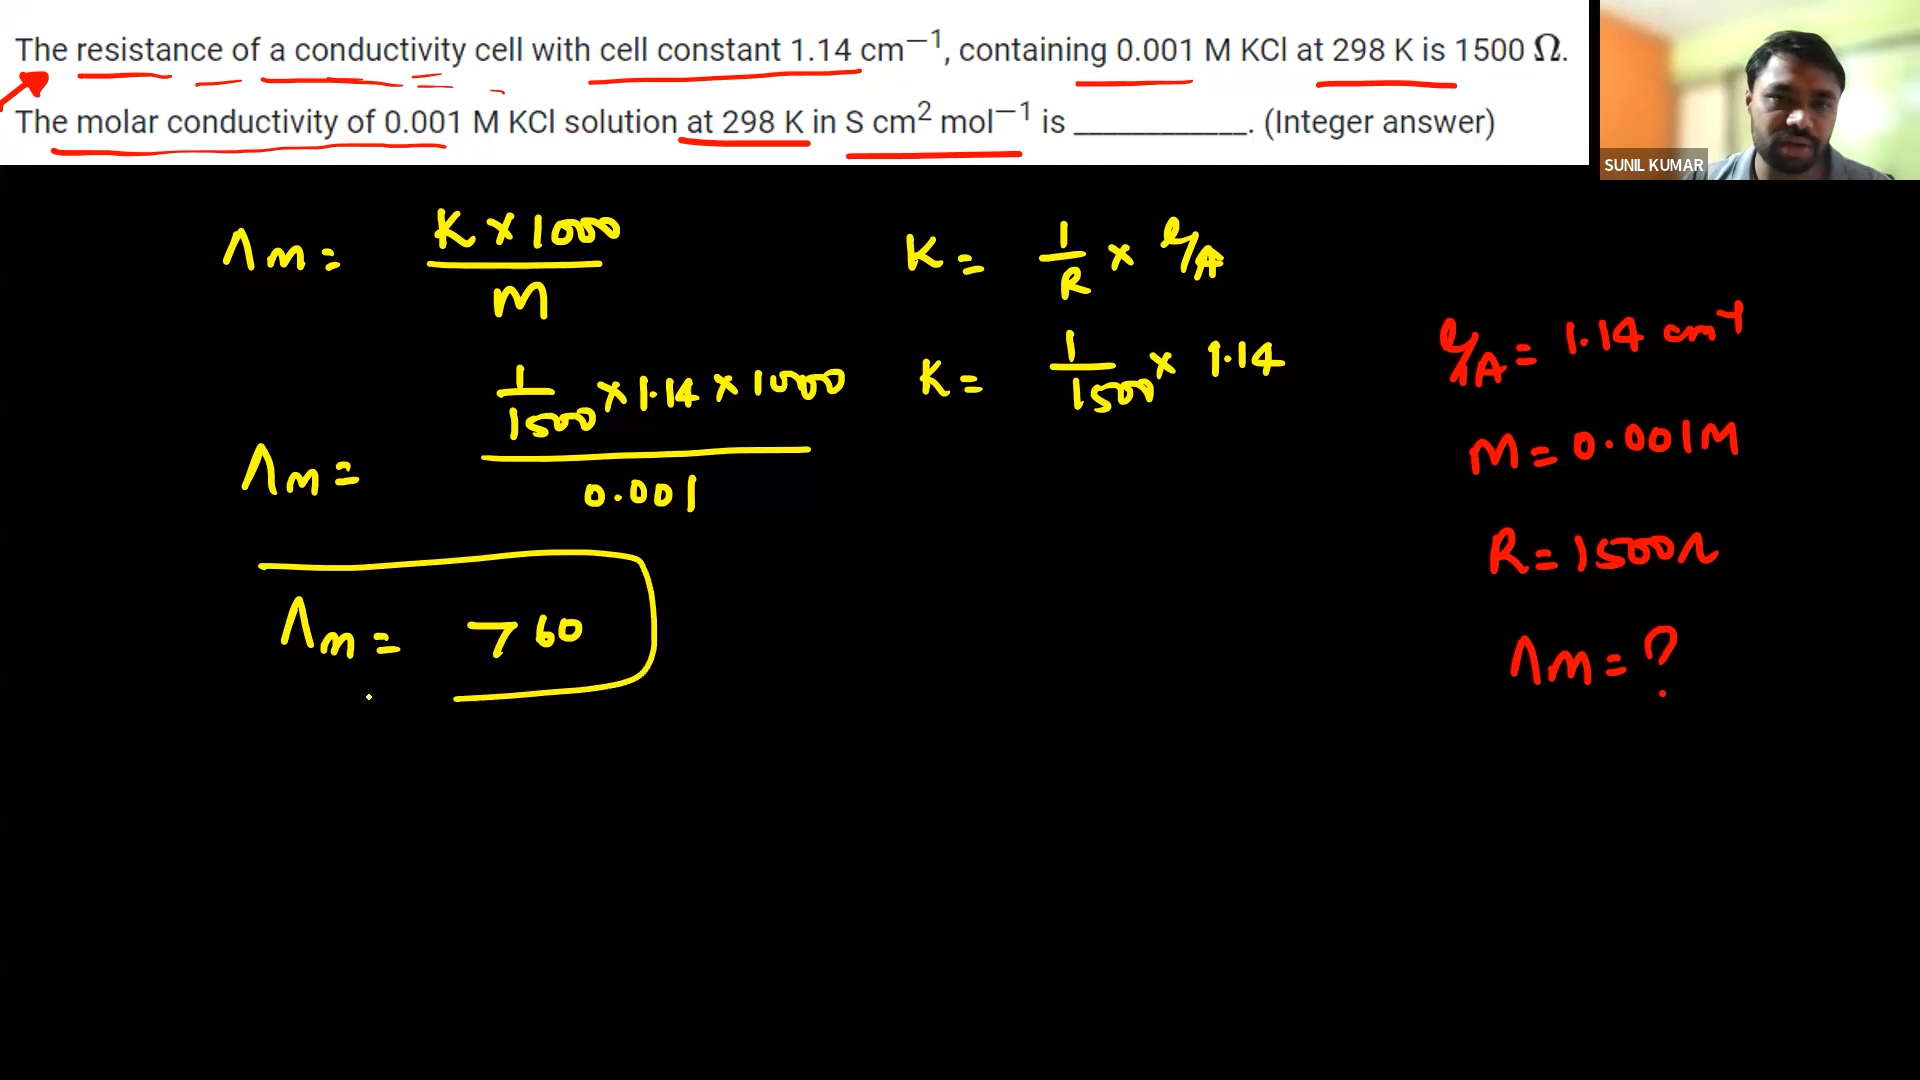 The resistance of a conductivity cell with cell constant 1.14 cm⁻¹, containing 0.001 M KCl at 298 K is 1500 Ω.
The molar conductivity of 0.001 M KCl solution at 298 K in S cm² mol⁻¹ is ___________. (Integer answer)
SUNIL KUMAR
Λm = K × 1000 / M
K = 1/R × l/A
Λm = 1/1500 × 1.14 × 1000 / 0.001
K = 1/1500 × 1.14
Λm = 760
l/A = 1.14 cm⁻¹
M = 0.001M
R = 1500Ω
Λm = ?